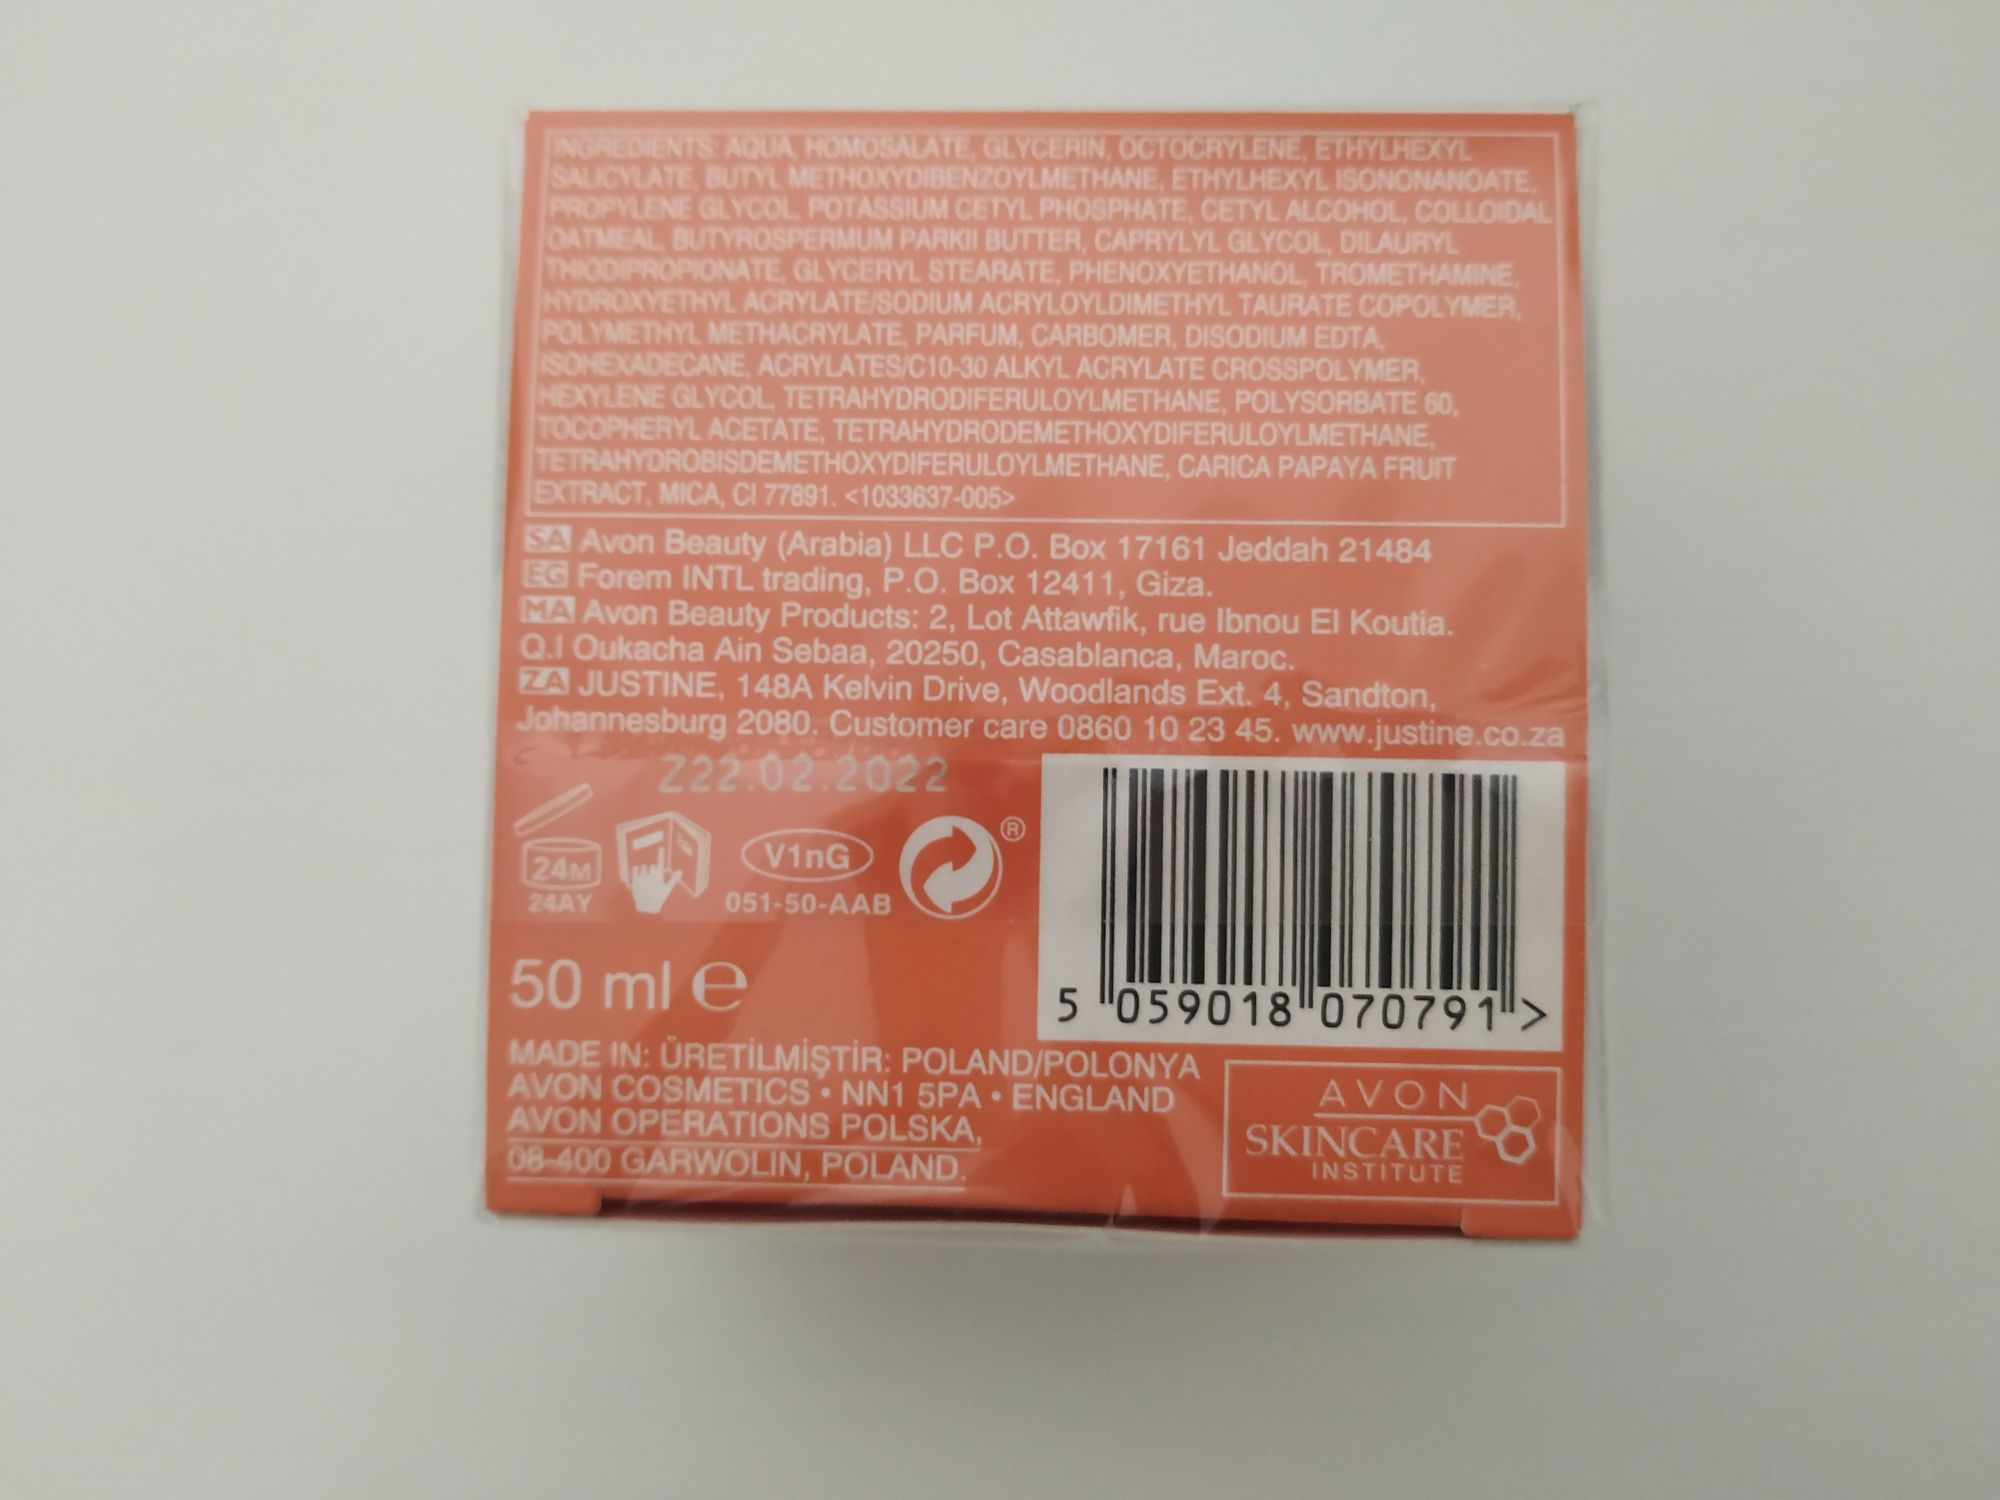 INGREDIENTS: AQUA, HOMOSALATE, GLYCERIN, OCTOCRYLENE, ETHYLHEXYL
SALICYLATE, BUTYL METHOXYDIBENZOYLMETHANE, ETHYLHEXYL ISONONANOATE,
PROPYLENE GLYCOL, POTASSIUM CETYL PHOSPHATE, CETYL ALCOHOL, COLLOIDAL
OATMEAL, BUTYROSPERMUM PARKII BUTTER, CAPRYLYL GLYCOL, DILAURYL
THIODIPROPIONATE, GLYCERYL STEARATE, PHENOXYETHANOL, TROMETHAMINE,
HYDROXYETHYL ACRYLATE/SODIUM ACRYLOYLDIMETHYL TAURATE COPOLYMER,
POLYMETHYL METHACRYLATE, PARFUM, CARBOMER, DISODIUM EDTA,
ISOHEXADECANE, ACRYLATES/C10-30 ALKYL ACRYLATE CROSSPOLYMER,
HEXYLENE GLYCOL, TETRAHYDRODIFERULOYLMETHANE, POLYSORBATE 60,
TOCOPHERYL ACETATE, TETRAHYDRODEMETHOXYDIFERULOYLMETHANE,
TETRAHYDROBISDEMETHOXYDIFERULOYLMETHANE, CARICA PAPAYA FRUIT
EXTRACT, MICA, CI 77891. <1033637-005>
SA Avon Beauty (Arabia) LLC P.O. Box 17161 Jeddah 21484
EG Forem INTL trading, P.O. Box 12411, Giza.
MA Avon Beauty Products: 2, Lot Attawfik, rue Ibnou El Koutia.
Q.I Oukacha Ain Sebaa, 20250, Casablanca, Maroc.
ZA JUSTINE, 148A Kelvin Drive, Woodlands Ext. 4, Sandton,
Johannesburg 2080. Customer care 0860 10 23 45. www.justine.co.za
Z22.02.2022
24M
24AY
V1nG
051-50-AAB
®
50 ml ℮
5 059018 070791 >
MADE IN: ÜRETİLMİŞTİR: POLAND/POLONYA
AVON COSMETICS • NN1 5PA • ENGLAND
AVON OPERATIONS POLSKA,
08-400 GARWOLIN, POLAND.
AVON
SKINCARE
INSTITUTE